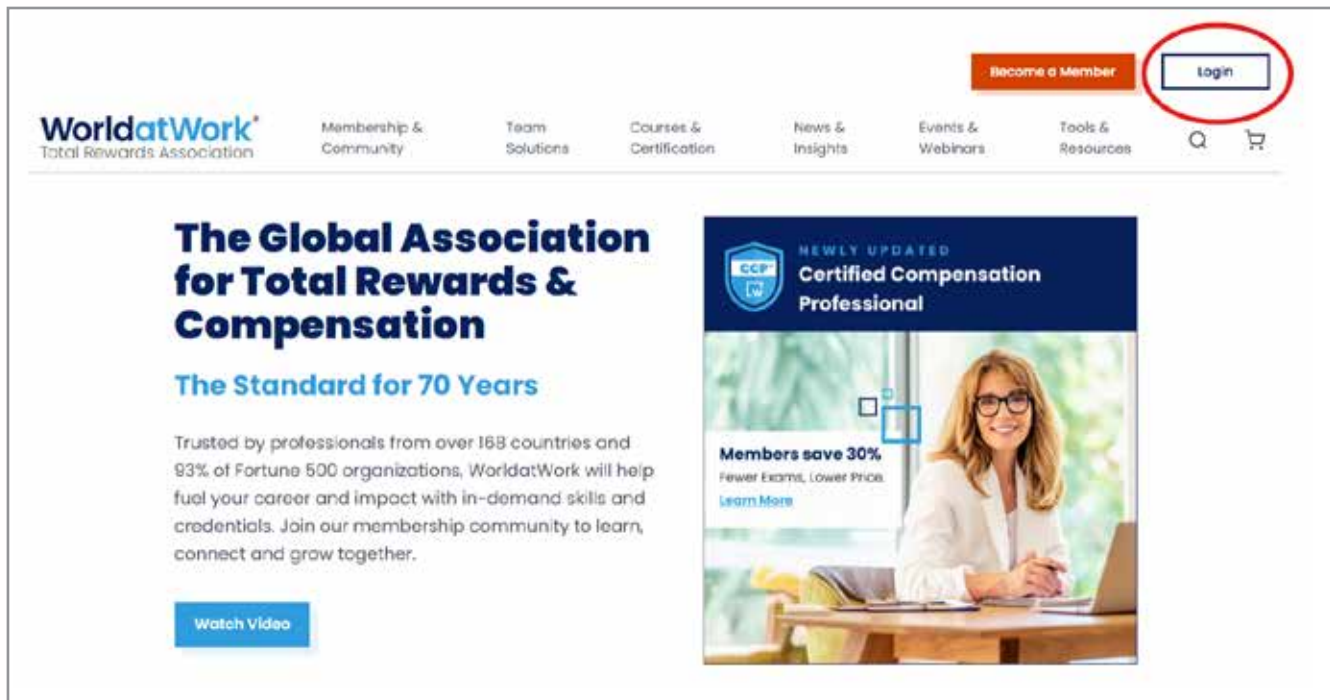 Become a Member
Login
WorldatWork®
Total Rewards Association
Membership &
Community
Team
Solutions
Courses &
Certification
News &
Insights
Events &
Webinars
Tools &
Resources
The Global Association
for Total Rewards &
Compensation
The Standard for 70 Years
Trusted by professionals from over 168 countries and
93% of Fortune 500 organizations, WorldatWork will help
fuel your career and impact with in-demand skills and
credentials. Join our membership community to learn,
connect and grow together.
Watch Video
CCP™
W
NEWLY UPDATED
Certified Compensation
Professional
Members save 30%
Fewer Exams, Lower Price.
Learn More